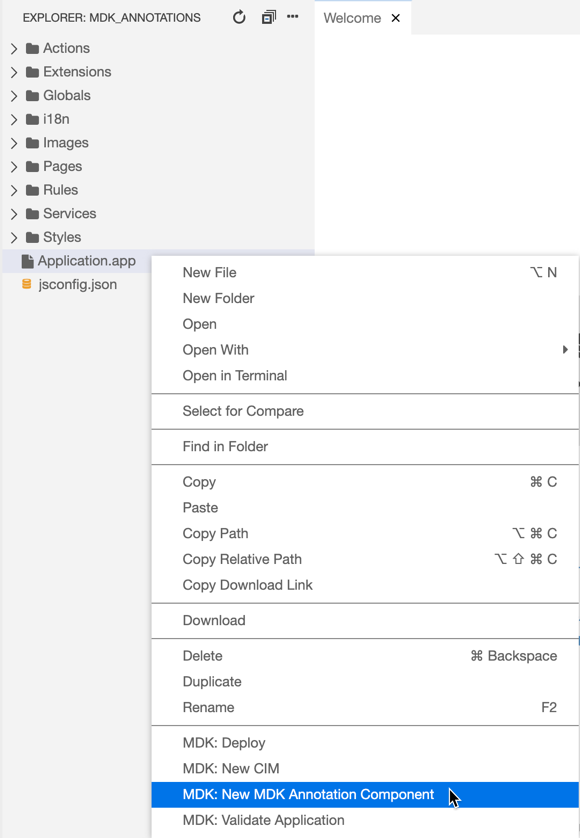 EXPLORER: MDK_ANNOTATIONS
Welcome
Actions
Extensions
Globals
i18n
Images
Pages
Rules
Services
Styles
Application.app
jsconfig.json
New File ⌥ N
New Folder
Open
Open With
Open in Terminal
Select for Compare
Find in Folder
Copy ⌘ C
Paste
Copy Path ⌥ ⌘ C
Copy Relative Path ⌥ ⇧ ⌘ C
Copy Download Link
Download
Delete ⌘ Backspace
Duplicate
Rename F2
MDK: Deploy
MDK: New CIM
MDK: New MDK Annotation Component
MDK: Validate Application